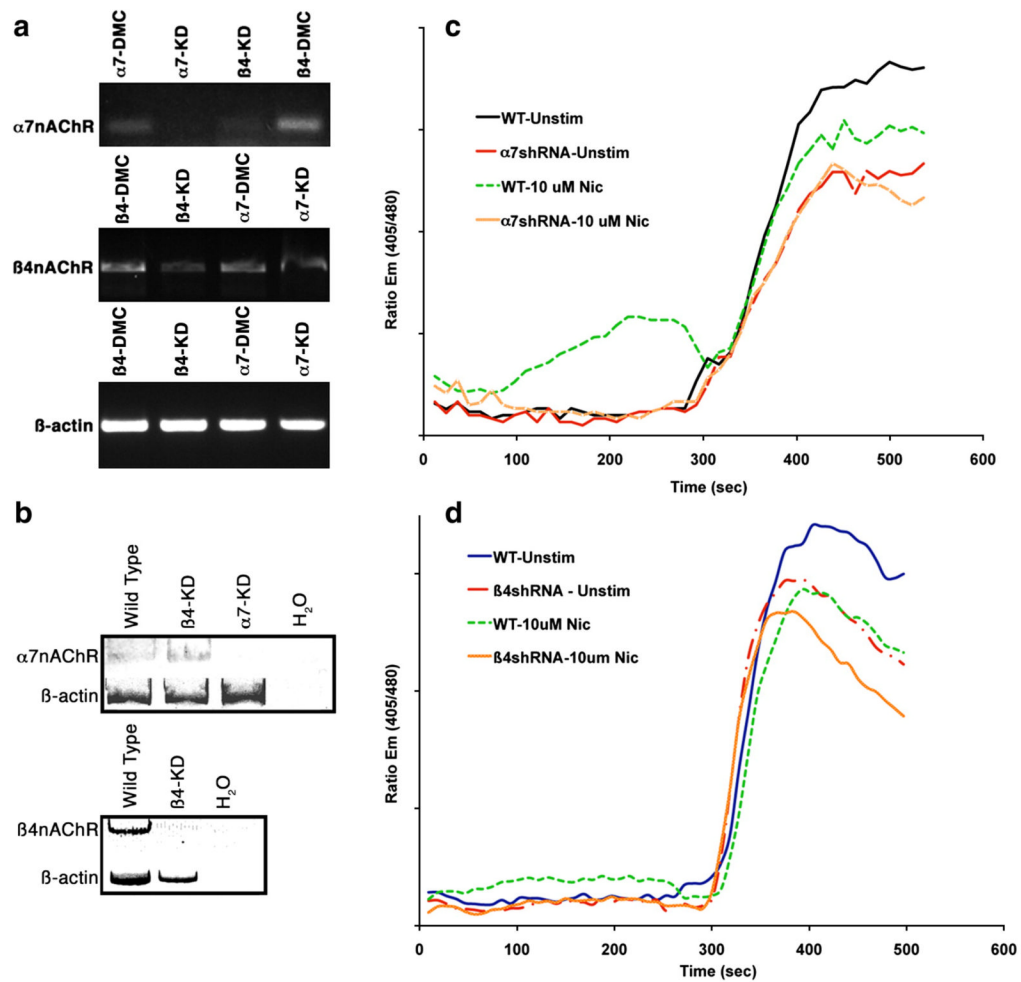 a
α7-DMC α7-KD ß4-KD ß4-DMC
α7nAChR
ß4-DMC ß4-KD α7-DMC α7-KD
ß4nAChR
ß4-DMC ß4-KD α7-DMC α7-KD
ß-actin
b
Wild Type ß4-KD α7-KD H2O
α7nAChR
ß-actin
Wild Type ß4-KD H2O
ß4nAChR
ß-actin
c
WT-Unstim
α7shRNA-Unstim
WT-10 uM Nic
α7shRNA-10 uM Nic
Ratio Em (405/480)
0 100 200 300 400 500 600
Time (sec)
d
WT-Unstim
ß4shRNA - Unstim
WT-10uM Nic
ß4shRNA-10um Nic
Ratio Em (405/480)
0 100 200 300 400 500 600
Time (sec)